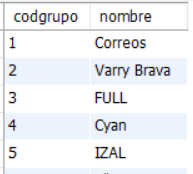 codgrupo nombre
1 Correos
2 Varry Brava
3 FULL
4 Cyan
5 IZAL